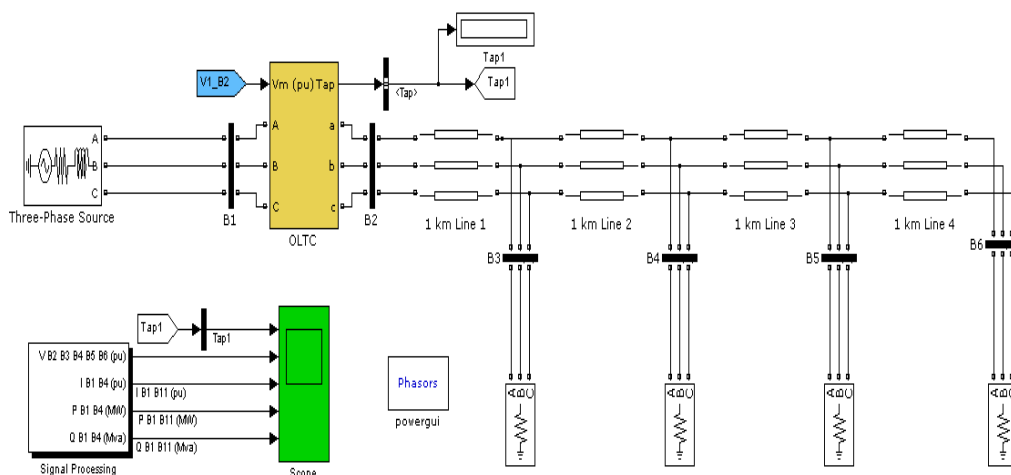 Tap1
V1_B2
Vm (pu) Tap
<Tap>
Tap1
A
B
C
A
B
C
a
b
c
Three-Phase Source
B1
OLTC
B2
1 km Line 1
1 km Line 2
1 km Line 3
1 km Line 4
B3
B4
B5
B6
Tap1
Tap1
V B2 B3 B4 B5 B6 (pu)
I B1 B4 (pu)
I B1 B11 (pu)
P B1 B4 (MW)
P B1 B11 (MW)
Q B1 B4 (Mva)
Q B1 B11 (Mva)
Signal Processing
Scope
Phasors
powergui
A B C
A B C
A B C
A B C